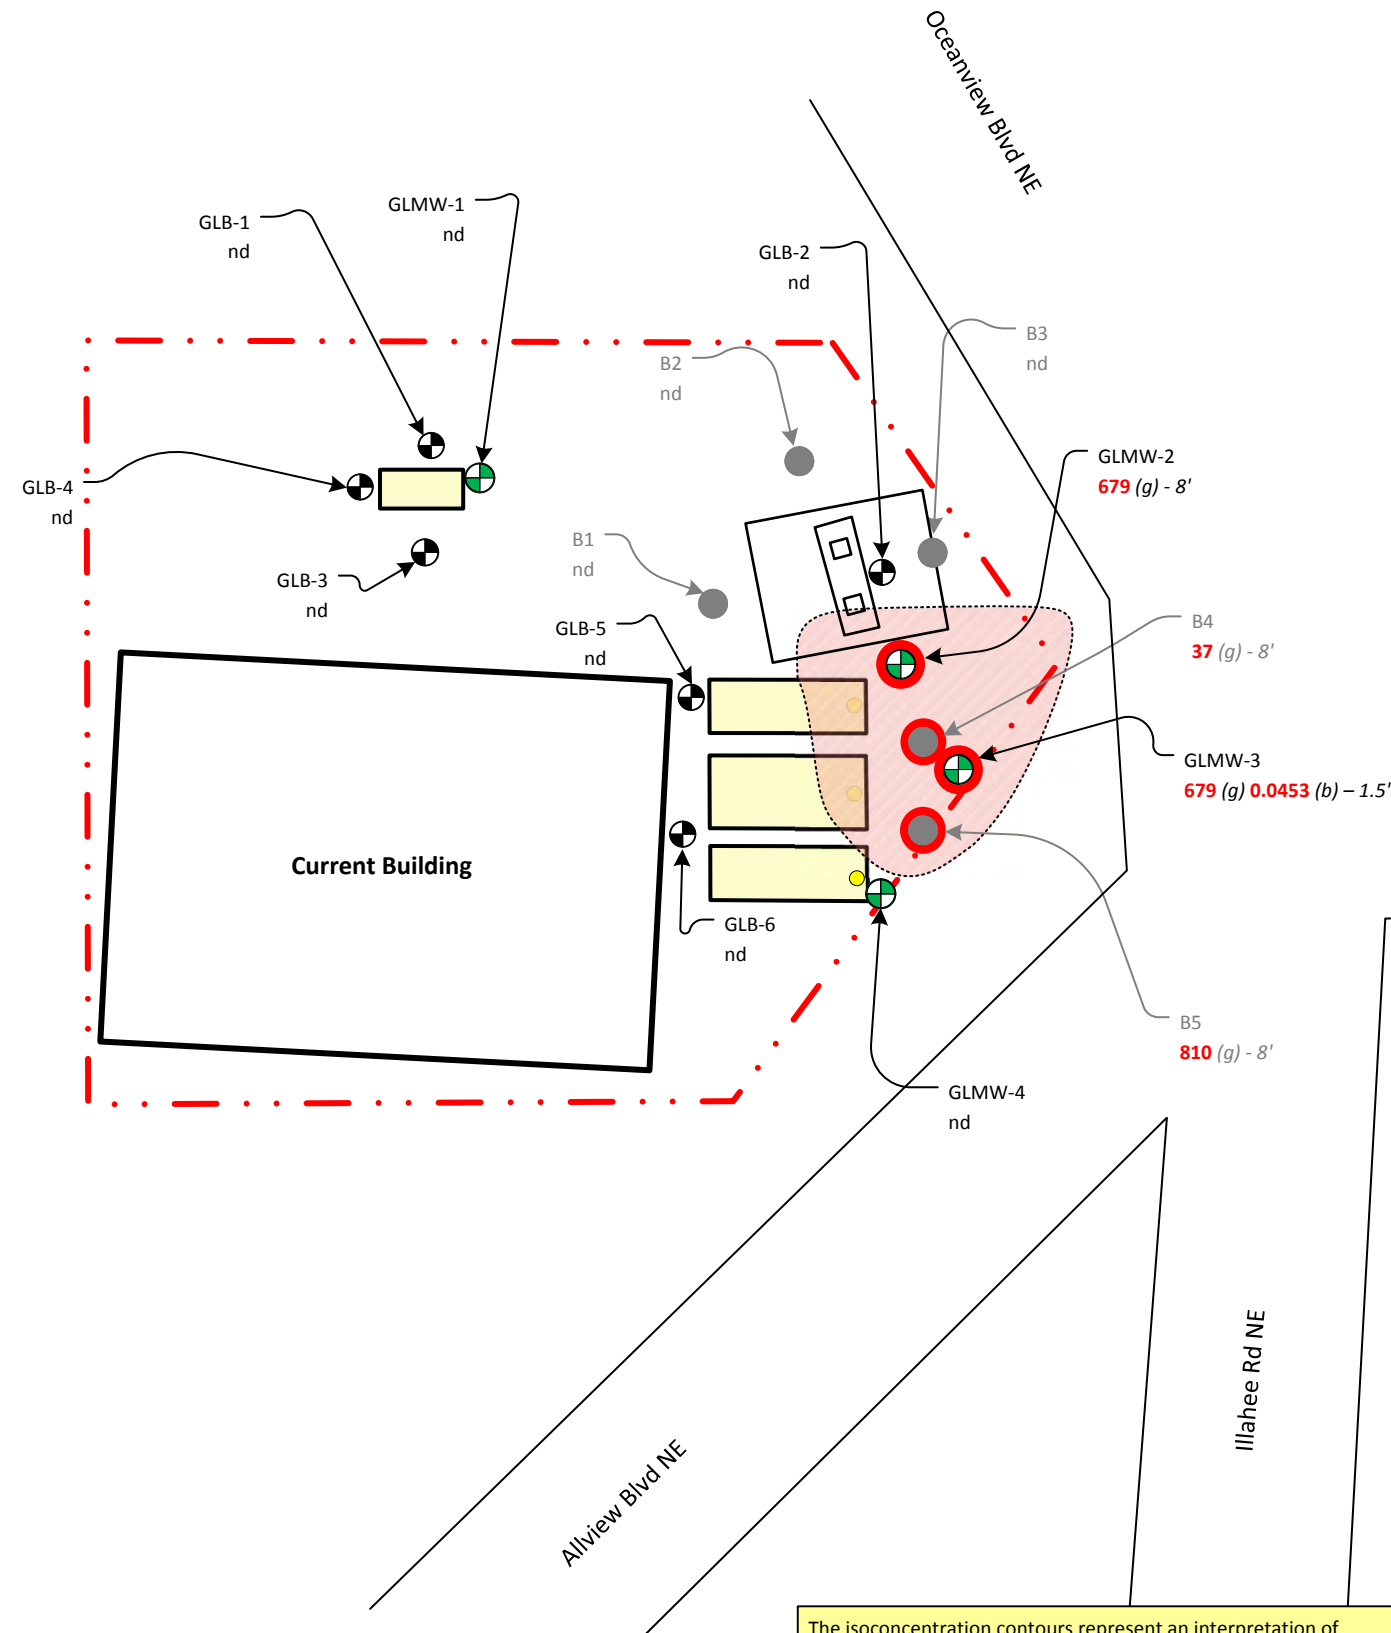 Oceanview Blvd NE
GLMW-1
nd
GLB-1
nd
GLB-2
nd
B3
nd
B2
nd
GLMW-2
679 (g) - 8'
GLB-4
nd
B1
nd
GLB-3
nd
GLB-5
nd
B4
37 (g) - 8'
GLMW-3
679 (g) 0.0453 (b) – 1.5'
Current Building
GLB-6
nd
B5
810 (g) - 8'
GLMW-4
nd
Illahee Rd NE
Allview Blvd NE
The isoconcentration contours represent an interpretation of